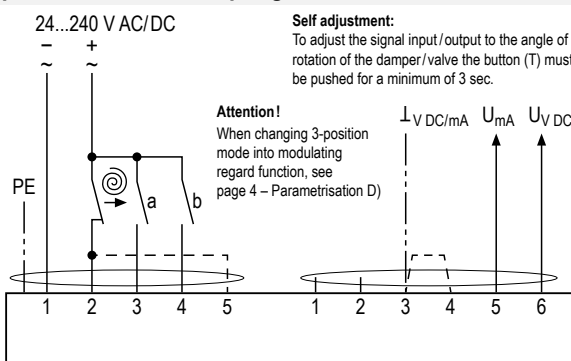 24...240 V AC/DC
– +
~ ~
Self adjustment:
To adjust the signal input/output to the angle of
rotation of the damper/valve the button (T) must
be pushed for a minimum of 3 sec.
Attention!
When changing 3-position
mode into modulating
regard function, see
page 4 – Parametrisation D)
⊥ V DC/mA UmA UV DC
PE
a b
1 2 3 4 5 1 2 3 4 5 6